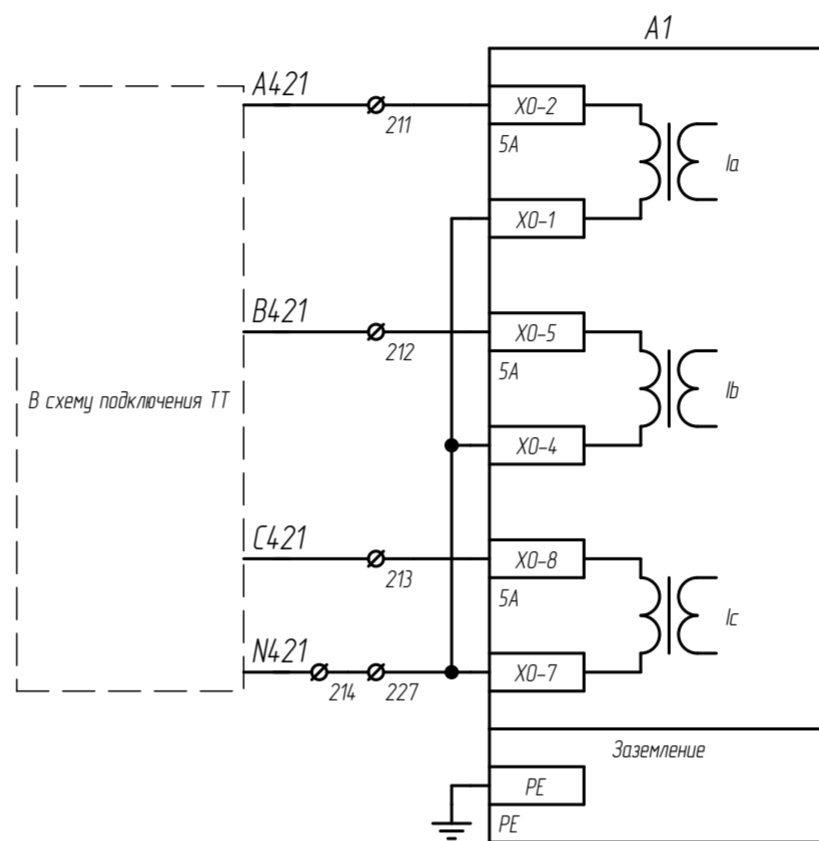 A1
A421
211
X0-2
5A
Ia
X0-1
B421
212
X0-5
5A
Ib
В схему подключения ТТ
X0-4
C421
213
X0-8
5A
Ic
N421
214
227
X0-7
Заземление
PE
PE